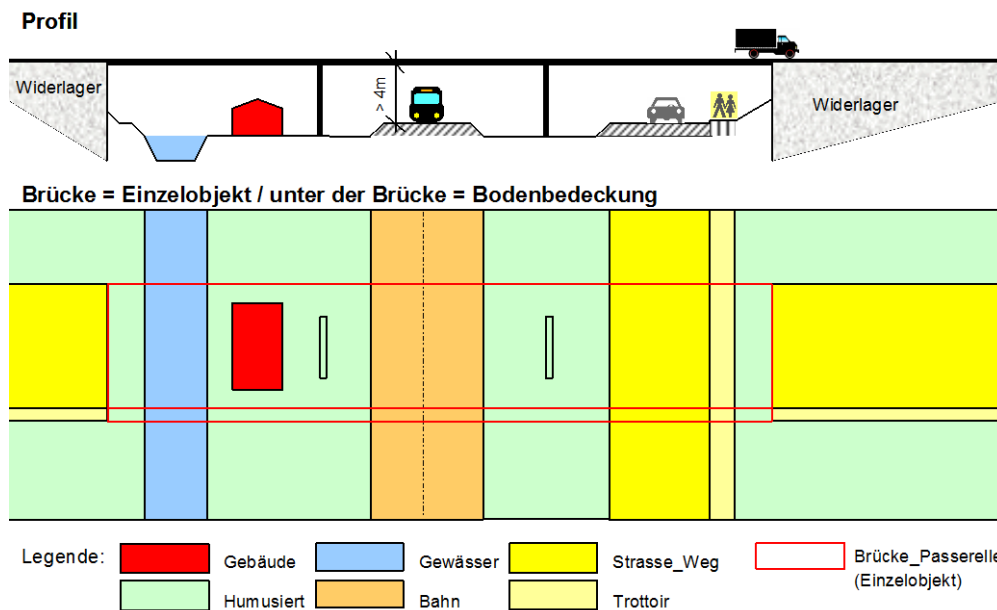 Profil
Widerlager
> 4m
Widerlager
Brücke = Einzelobjekt / unter der Brücke = Bodenbedeckung
Legende:
Gebäude
Gewässer
Strasse_Weg
Brücke_Passerelle
(Einzelobjekt)
Humusiert
Bahn
Trottoir